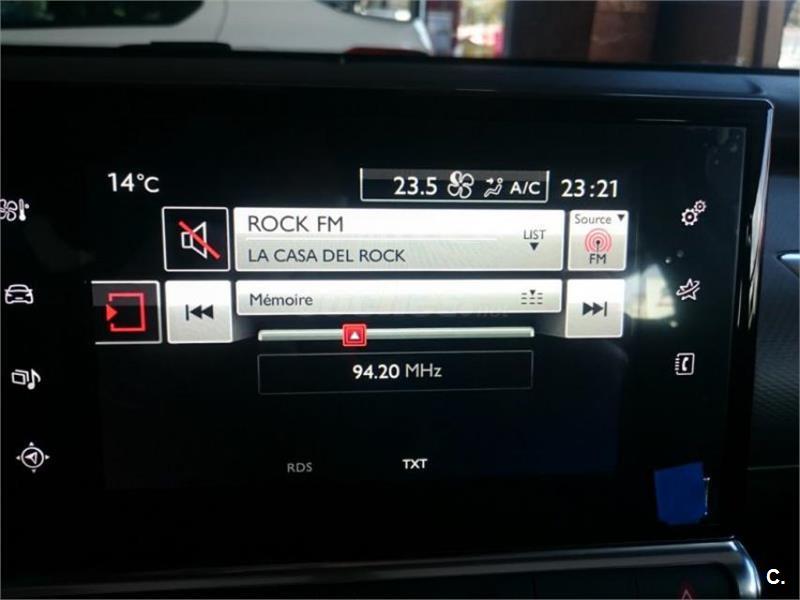 14°C
23.5 A/C 23:21
ROCK FM
LIST
Source
LA CASA DEL ROCK
FM
Mémoire
94.20 MHz
RDS TXT
C.